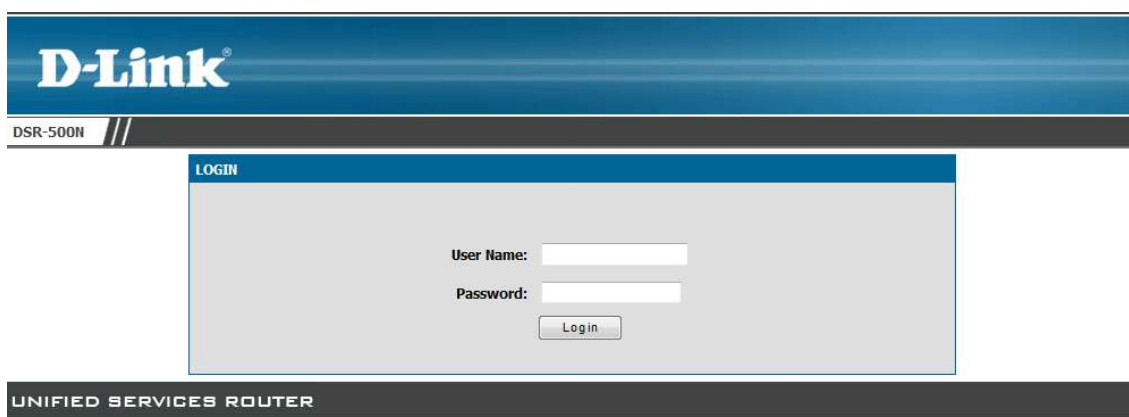 D-Link®
DSR-500N
LOGIN
User Name:
Password:
Login
UNIFIED SERVICES ROUTER